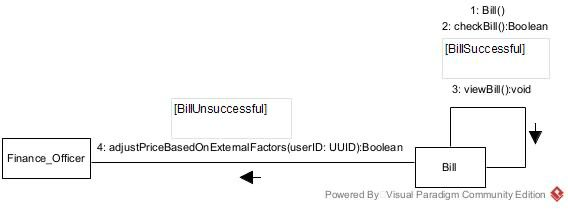 1: Bill()
2: checkBill():Boolean
[BillSuccessful]
3: viewBill():void
[BillUnsuccessful]
4: adjustPriceBasedOnExternalFactors(userID: UUID):Boolean
Finance_Officer
Bill
Powered By Visual Paradigm Community Edition